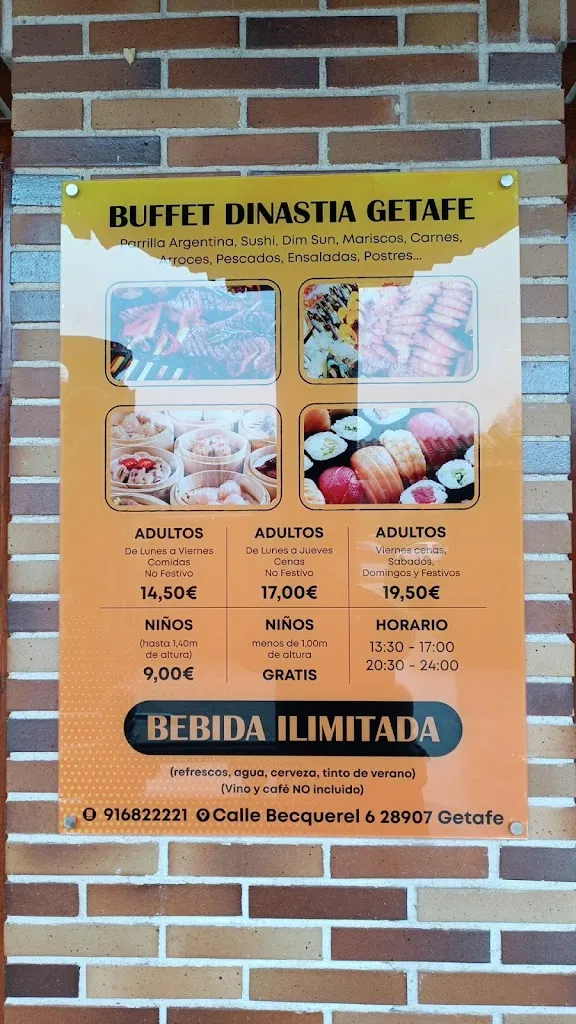 BUFFET DINASTIA GETAFE
Parrilla Argentina, Sushi, Dim Sun, Mariscos, Carnes,
Arroces, Pescados, Ensaladas, Postres...
ADULTOS
De Lunes a Viernes
Comidas
No Festivo
14,50€
ADULTOS
De Lunes a Jueves
Cenas
No Festivo
17,00€
ADULTOS
Viernes cenas,
Sabados,
Domingos y Festivos
19,50€
NIÑOS
(hasta 1,40m
de altura)
9,00€
NIÑOS
menos de 1,00m
de altura
GRATIS
HORARIO
13:30 - 17:00
20:30 - 24:00
BEBIDA ILIMITADA
(refrescos, agua, cerveza, tinto de verano)
(Vino y café NO incluido)
916822221 Calle Becquerel 6 28907 Getafe